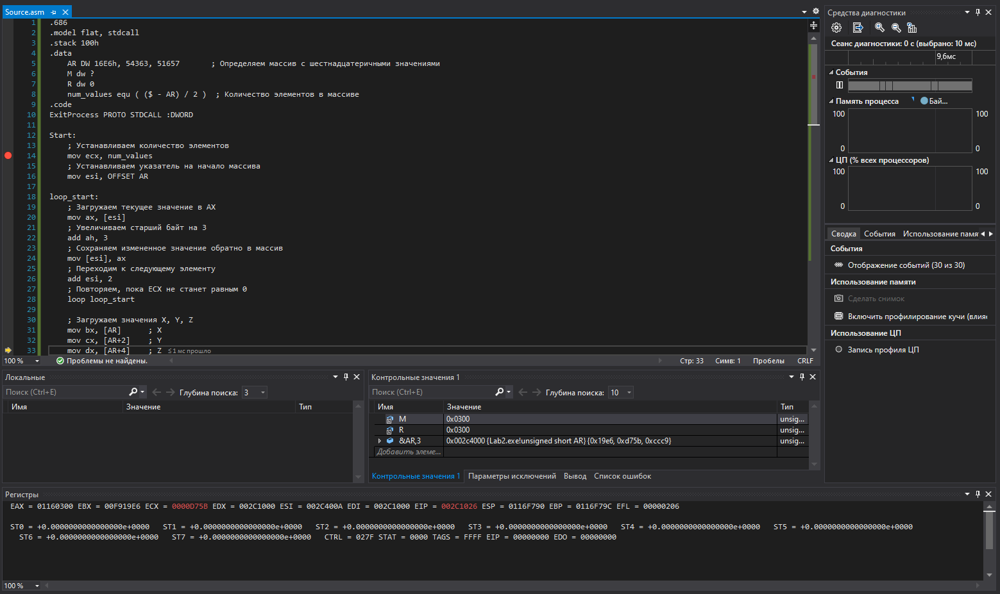 Source.asm
1 .686
2 .model flat, stdcall
3 .stack 100h
4 .data
5 AR DW 16E6h, 54363, 51657 ; Определяем массив с шестнадцатеричными значениями
6 M dw ?
7 R dw 0
8 num_values equ ( ($ - AR) / 2 ) ; Количество элементов в массиве
9 .code
10 ExitProcess PROTO STDCALL :DWORD
11
12 Start:
13 ; Устанавливаем количество элементов
14 mov ecx, num_values
15 ; Устанавливаем указатель на начало массива
16 mov esi, OFFSET AR
17
18 loop_start:
19 ; Загружаем текущее значение в AX
20 mov ax, [esi]
21 ; Увеличиваем старший байт на 3
22 add ah, 3
23 ; Сохраняем измененное значение обратно в массив
24 mov [esi], ax
25 ; Переходим к следующему элементу
26 add esi, 2
27 ; Повторяем, пока ECX не станет равным 0
28 loop loop_start
29
30 ; Загружаем значения X, Y, Z
31 mov bx, [AR] ; X
32 mov cx, [AR+2] ; Y
33 mov dx, [AR+4] ; Z ≤ 1 мс прошло
100 % Проблемы не найдены. Стр: 33 Симв: 1 Пробелы CRLF
Локальные
Поиск (Ctrl+E) Глубина поиска: 3
Имя Значение Тип
Контрольные значения 1
Поиск (Ctrl+E) Глубина поиска: 10
Имя Значение Тип
M 0x0300 unsig...
R 0x0300 unsig...
&AR,3 0x002c4000 {Lab2.exe!unsigned short AR} {0x19e6, 0xd75b, 0xccc9} unsig...
Добавить элеме...
Контрольные значения 1 Параметры исключений Вывод Список ошибок
Средства диагностики
Сеанс диагностики: 0 с (выбрано: 10 мс)
9,6мс
События
Память процесса Бай...
100 100
0 0
ЦП (% всех процессоров)
100 100
0 0
Сводка События Использование памят
События
Отображение событий (30 из 30)
Использование памяти
Сделать снимок
Включить профилирование кучи (влияе
Использование ЦП
Запись профиля ЦП
Регистры
EAX = 01160300 EBX = 00F919E6 ECX = 0000D75B EDX = 002C1000 ESI = 002C400A EDI = 002C1000 EIP = 002C1026 ESP = 0116F790 EBP = 0116F79C EFL = 00000206
ST0 = +0.0000000000000000e+0000 ST1 = +0.0000000000000000e+0000 ST2 = +0.0000000000000000e+0000 ST3 = +0.0000000000000000e+0000 ST4 = +0.0000000000000000e+0000 ST5 = +0.0000000000000000e+0000
ST6 = +0.0000000000000000e+0000 ST7 = +0.0000000000000000e+0000 CTRL = 027F STAT = 0000 TAGS = FFFF EIP = 00000000 EDO = 00000000
100 %